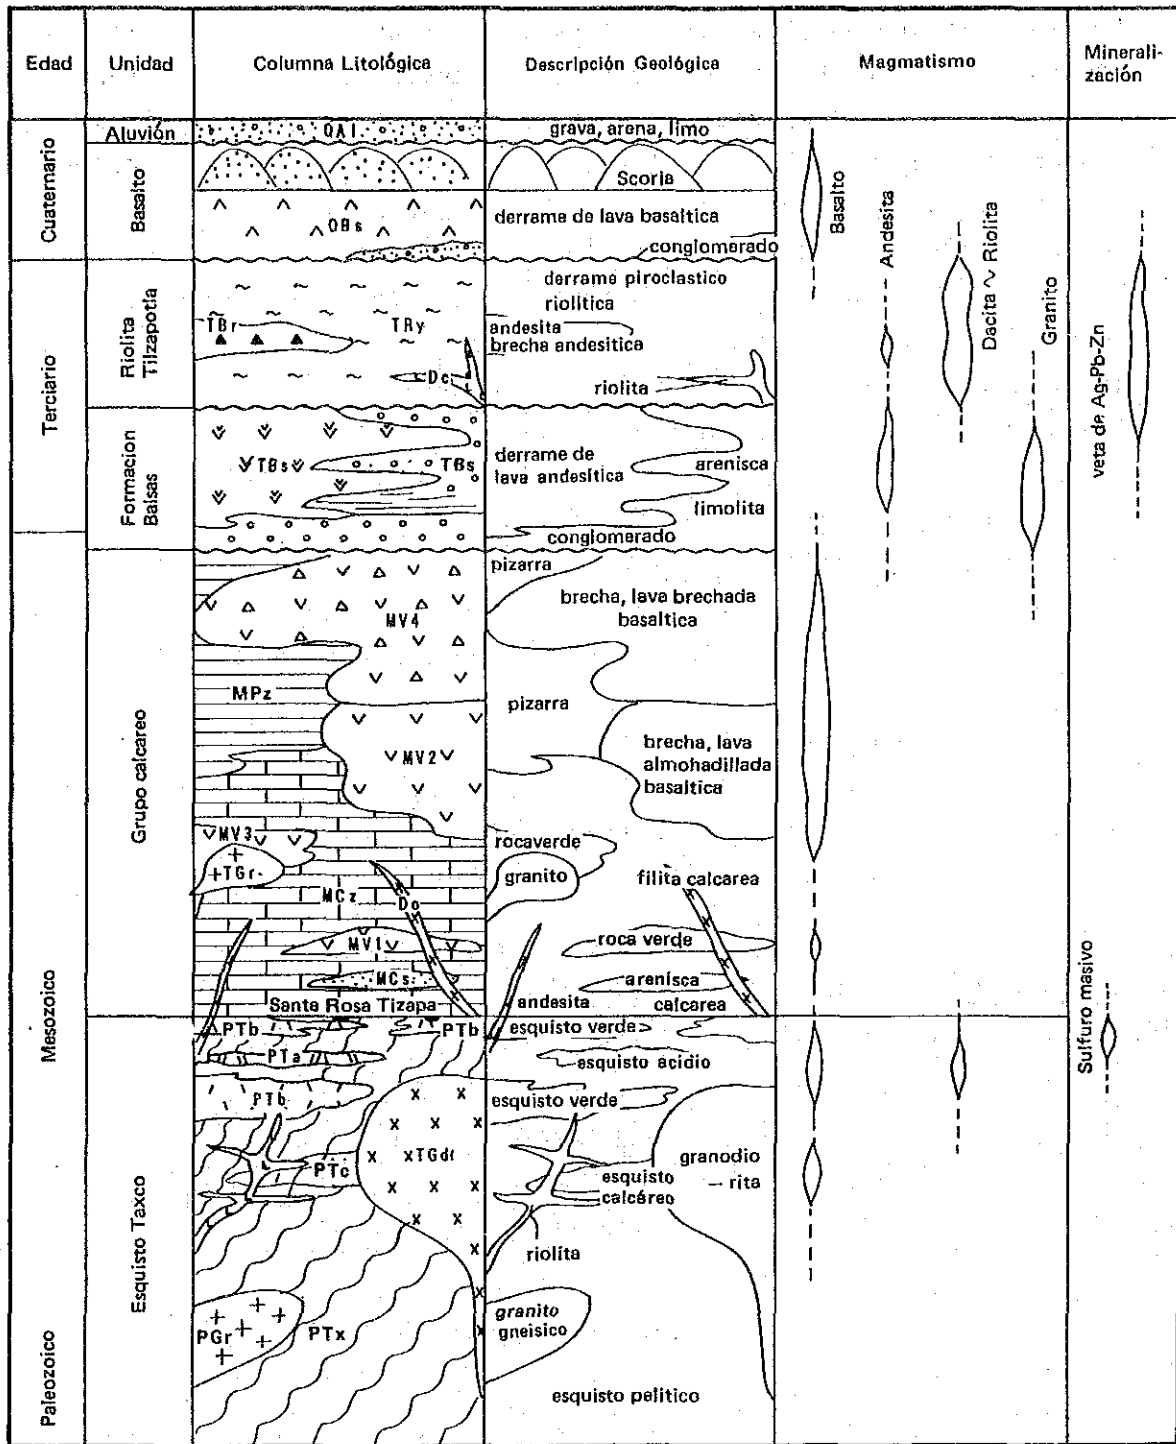 Edad
Unidad
Columna Litológica
Descripción Geológica
Magmatismo
Minerali-
zación
Cuaternario
Terciario
Mesozoico
Paleozoico
Aluvión
Basalto
Riolita
Tilzapotla
Formacion
Balsas
Grupo calcareo
Esquisto Taxco
QAl
QBs
TBr
TRy
Dc
TBs
TBs
MV4
MPz
MV2
MV3
TGr
MCz
Do
MV1
MCs
Santa Rosa Tizapa
PTb
PTb
PTa
PTb
TGdi
PTc
PGr
PTx
grava, arena, limo
Scoria
derrame de lava basaltica
conglomerado
derrame piroclastico
riolítica
andesita
brecha andesitica
riolita
derrame de
lava andesítica
arenisca
limolita
conglomerado
pizarra
brecha, lava brechada
basaltica
pizarra
brecha, lava
almohadillada
basaltica
rocaverde
granito
filita calcarea
roca verde
arenisca
calcarea
andesita
esquisto verde
esquisto acidio
esquisto verde
granodio
– rita
esquisto
calcáreo
riolita
granito
gneisico
esquisto pelitico
Basalto
Andesita
Dacita ~ Riolita
Granito
veta de Ag-Pb-Zn
Sulfuro masivo